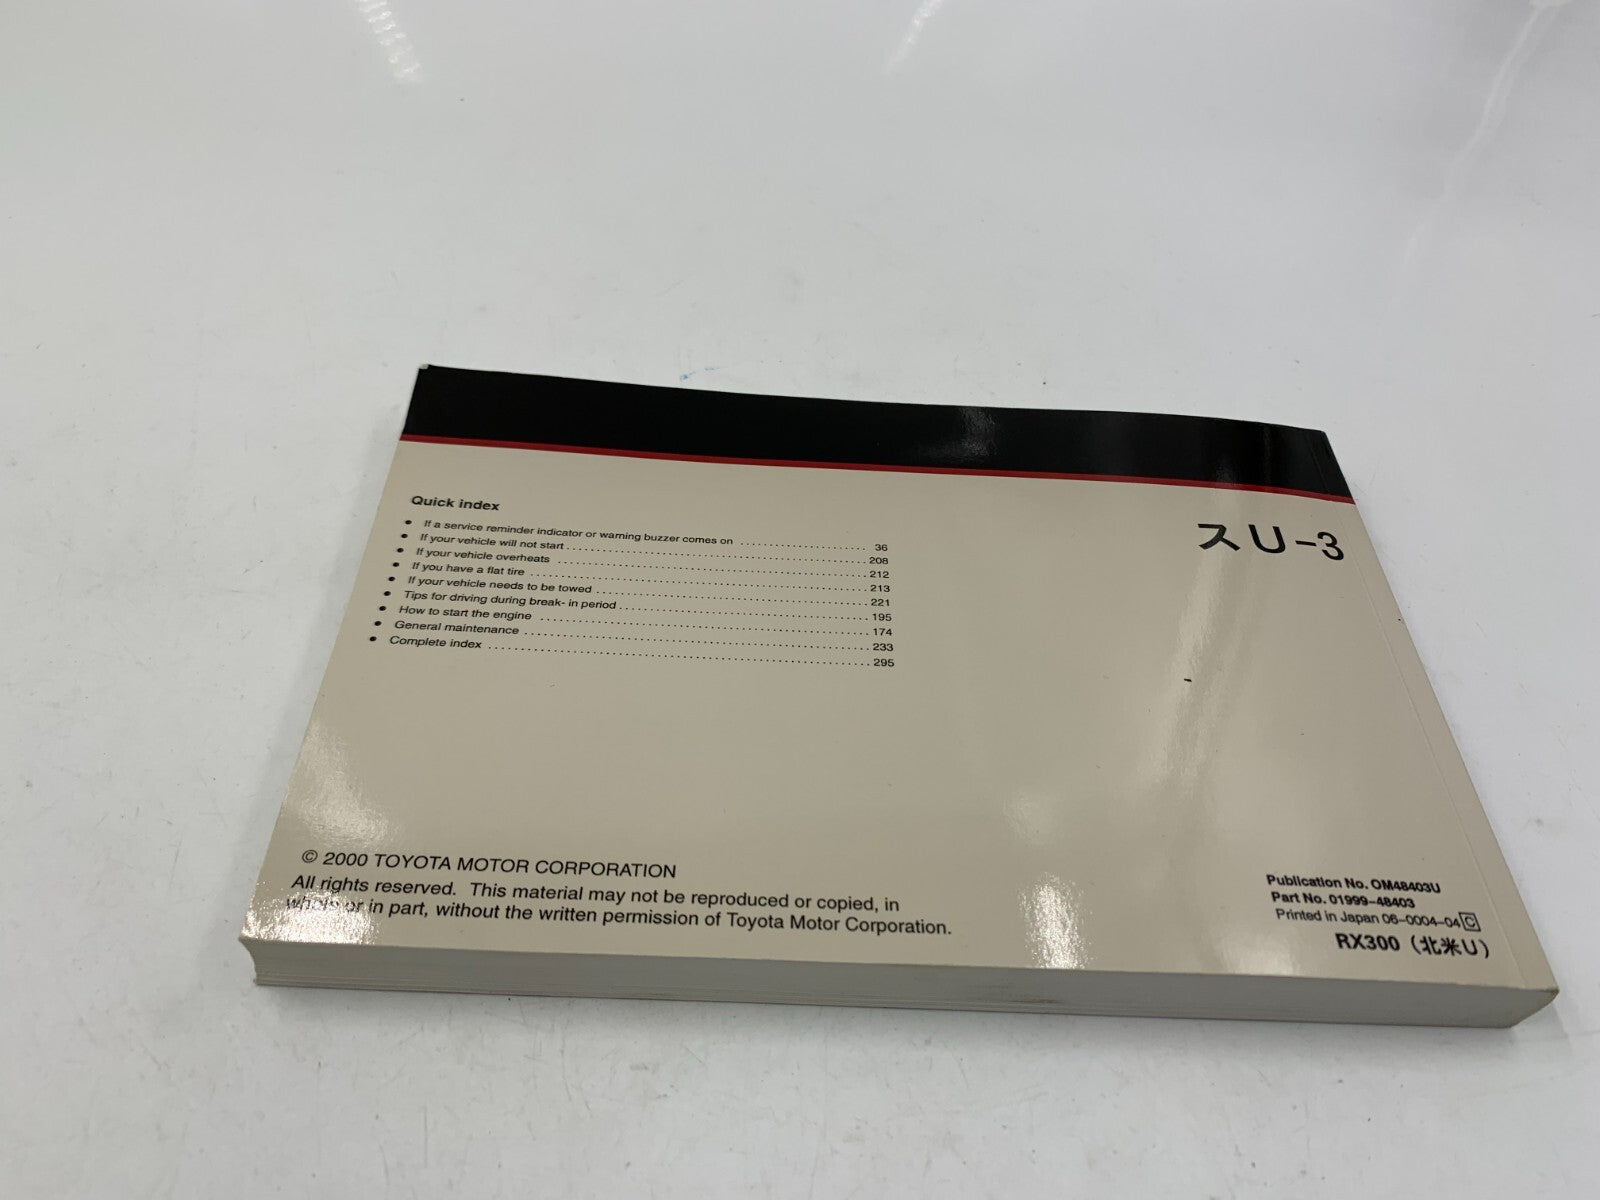 Quick index
• If a service reminder indicator or warning buzzer comes on ...................... 36
• If your vehicle will not start ...................... 208
• If your vehicle overheats ...................... 212
• If you have a flat tire ...................... 213
• If your vehicle needs to be towed ...................... 221
• Tips for driving during break- in period ...................... 195
• How to start the engine ...................... 174
• General maintenance ...................... 233
• Complete index ...................... 295
スU-3
© 2000 TOYOTA MOTOR CORPORATION
All rights reserved. This material may not be reproduced or copied, in
whole or in part, without the written permission of Toyota Motor Corporation.
Publication No. OM48403U
Part No. 01999-48403
Printed in Japan 06-0004-04 C
RX300 (北米U)